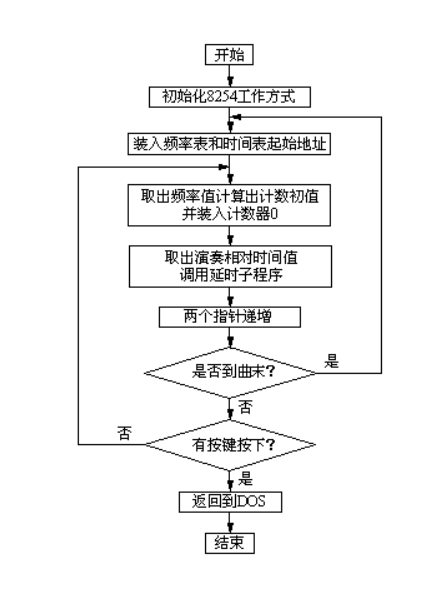 开始
初始化8254工作方式
装入频率表和时间表起始地址
取出频率值计算出计数初值
并装入计数器0
取出演奏相对时间值
调用延时子程序
两个指针递增
是否到曲末?
是
否
有按键按下?
否
是
返回到DOS
结束